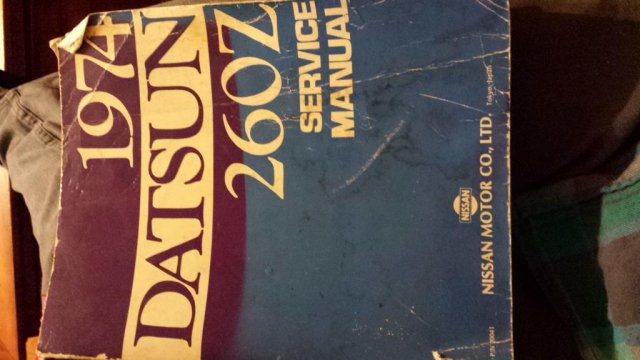 1974
DATSUN
260Z
SERVICE
MANUAL
NISSAN
NISSAN MOTOR CO., LTD.